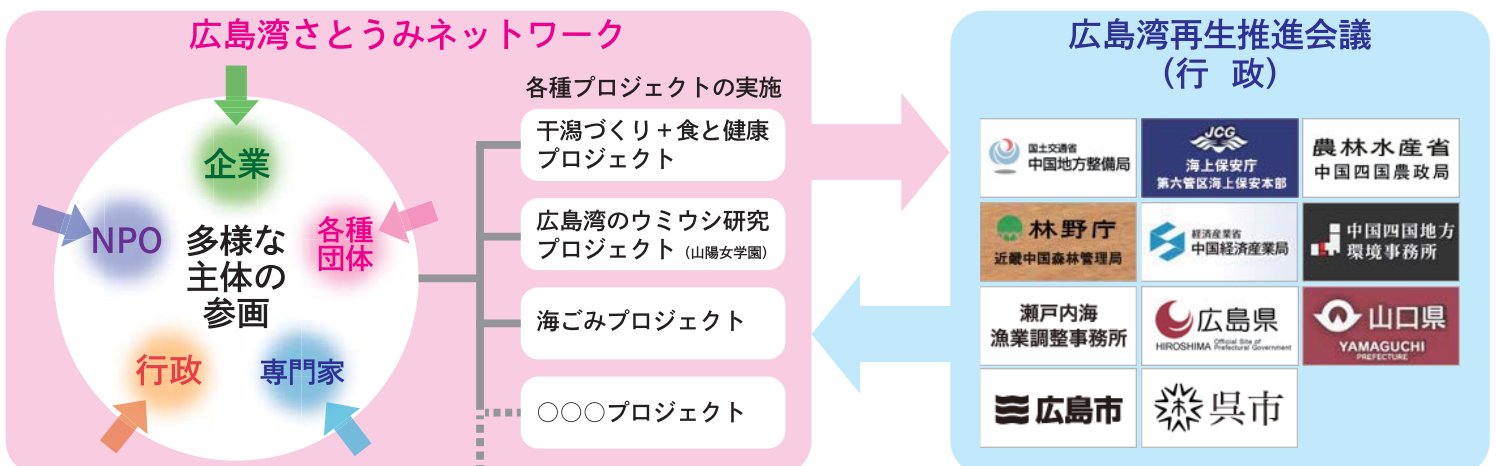 広島湾さとうみネットワーク
企業
NPO
各種
団体
多様な
主体の
参画
行政
専門家
各種プロジェクトの実施
干潟づくり＋食と健康
プロジェクト
広島湾のウミウシ研究
プロジェクト（山陽女学園）
海ごみプロジェクト
○○○プロジェクト
広島湾再生推進会議
（行 政）
国土交通省
中国地方整備局
JCG
海上保安庁
第六管区海上保安本部
農林水産省
中国四国農政局
林野庁
近畿中国森林管理局
経済産業省
中国経済産業局
中国四国地方
環境事務所
瀬戸内海
漁業調整事務所
広島県
HIROSHIMA Official Site of Prefectural Government
山口県
YAMAGUCHI
PREFECTURE
広島市
呉市